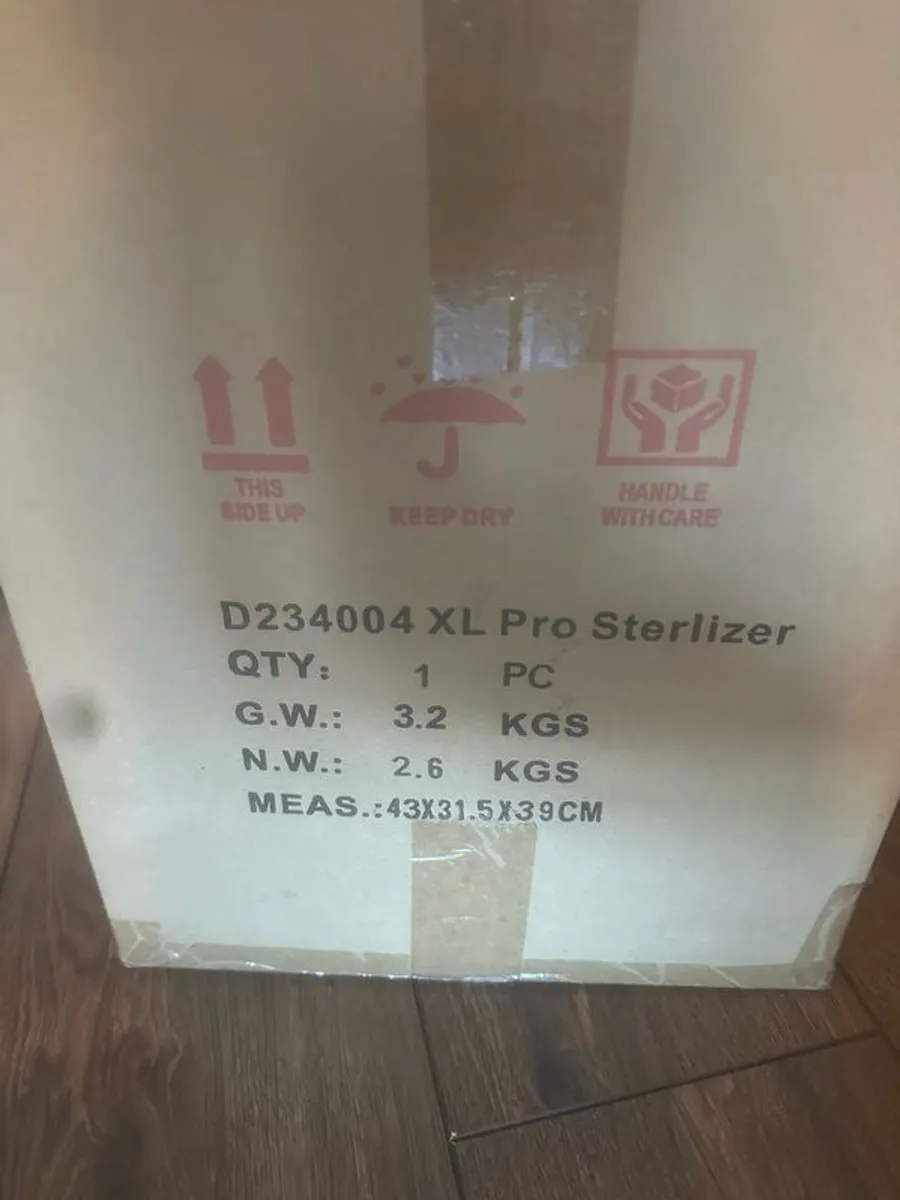 THIS
SIDE UP
KEEP DRY
HANDLE
WITH CARE
D234004 XL Pro Sterlizer
QTY: 1 PC
G.W.: 3.2 KGS
N.W.: 2.6 KGS
MEAS.:43X31.5X39CM